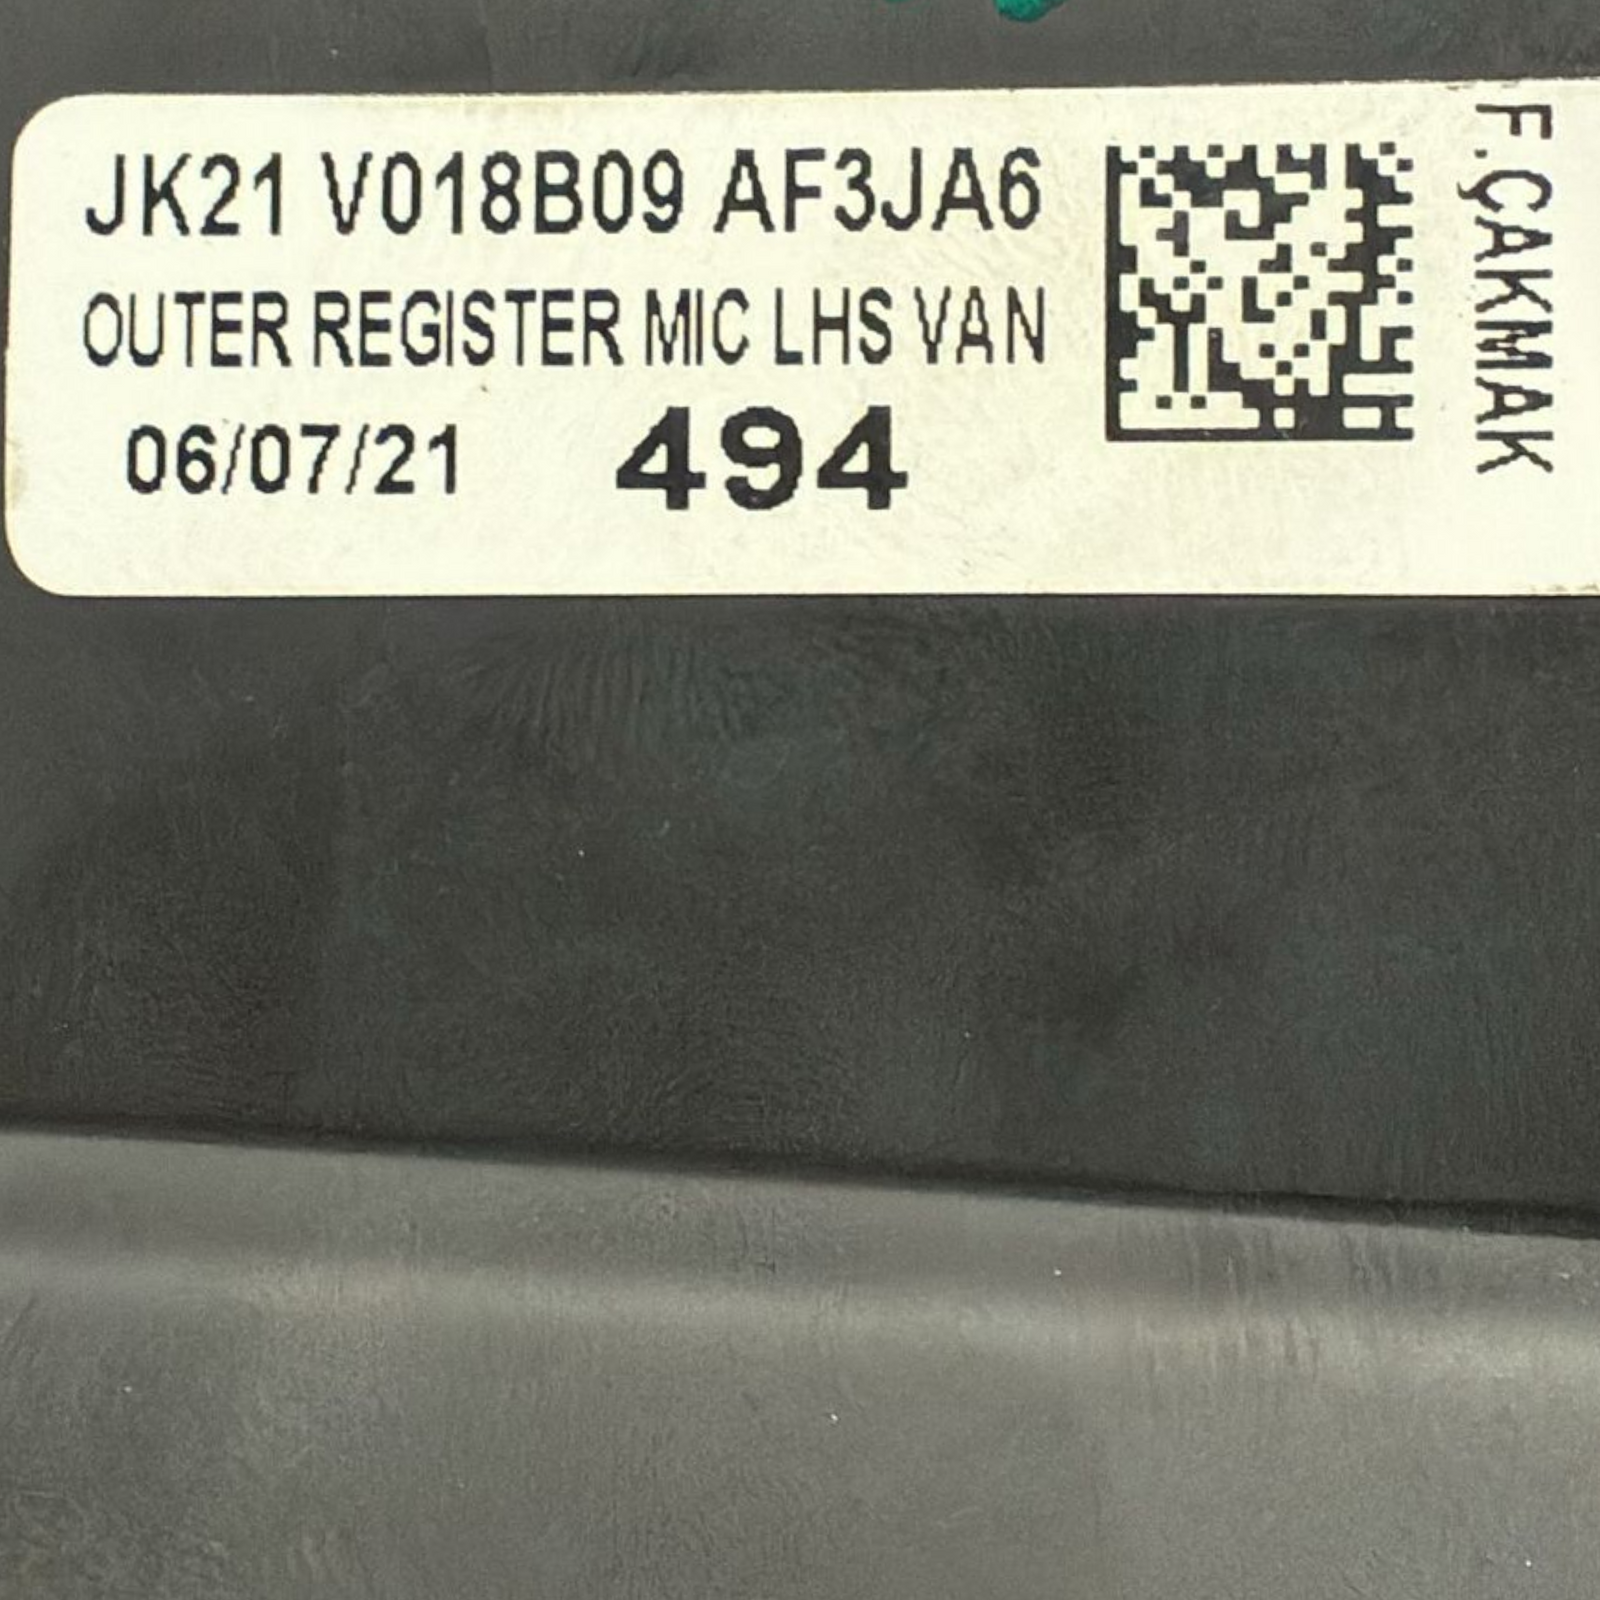 JK21 V018B09 AF3JA6
OUTER REGISTER MIC LHS VAN
06/07/21 494
F.ÇAKMAK